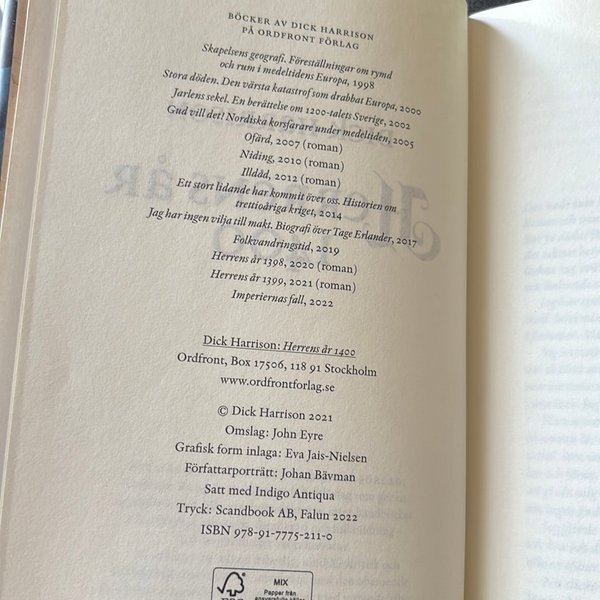 BÖCKER AV DICK HARRISON
PÅ ORDFRONT FÖRLAG
Skapelsens geografi. Föreställningar om rymd
och rum i medeltidens Europa, 1998
Stora döden. Den värsta katastrof som drabbat Europa, 2000
Jarlens sekel. En berättelse om 1200-talets Sverige, 2002
Gud vill det! Nordiska korsfarare under medeltiden, 2005
Ofärd, 2007 (roman)
Niding, 2010 (roman)
Illdåd, 2012 (roman)
Ett stort lidande har kommit över oss. Historien om
trettioåriga kriget, 2014
Jag har ingen vilja till makt. Biografi över Tage Erlander, 2017
Folkvandringstid, 2019
Herrens år 1398, 2020 (roman)
Herrens år 1399, 2021 (roman)
Imperiernas fall, 2022
Dick Harrison: Herrens år 1400
Ordfront, Box 17506, 118 91 Stockholm
www.ordfrontforlag.se
© Dick Harrison 2021
Omslag: John Eyre
Grafisk form inlaga: Eva Jais-Nielsen
Författarporträtt: Johan Bävman
Satt med Indigo Antiqua
Tryck: Scandbook AB, Falun 2022
ISBN 978-91-7775-211-0
MIX
Papper från